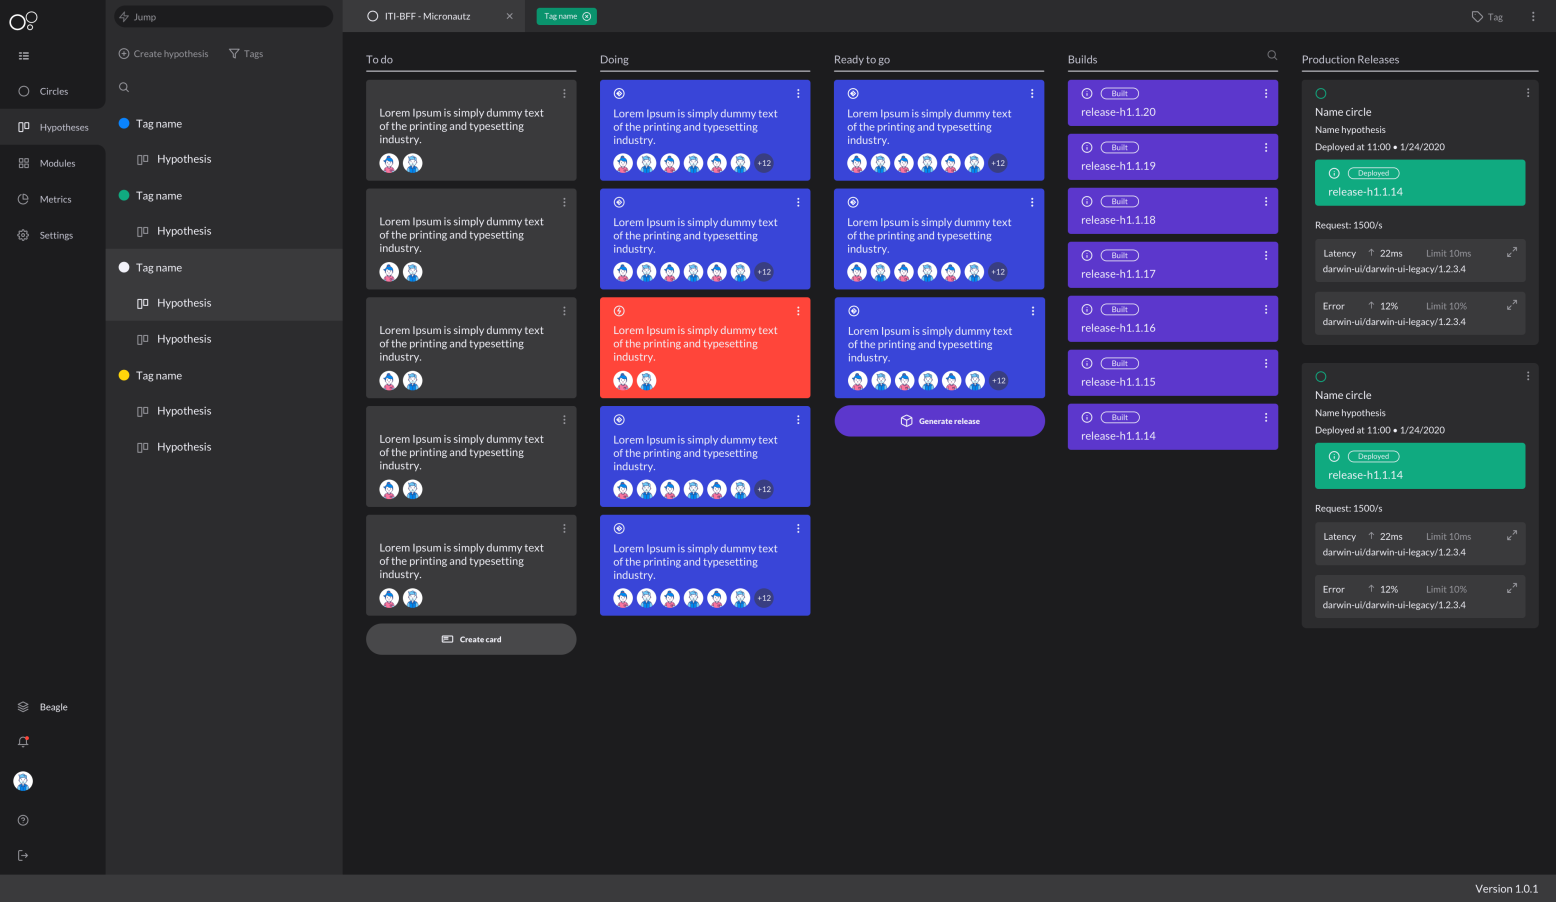 Jump
ITI-BFF - Micronautz
Tag name
Tag
Circles
Hypotheses
Modules
Metrics
Settings
Beagle
Create hypothesis
Tags
Tag name
Hypothesis
Tag name
Hypothesis
Tag name
Hypothesis
Hypothesis
Tag name
Hypothesis
Hypothesis
To do
Lorem Ipsum is simply dummy text
of the printing and typesetting
industry.
Lorem Ipsum is simply dummy text
of the printing and typesetting
industry.
Lorem Ipsum is simply dummy text
of the printing and typesetting
industry.
Lorem Ipsum is simply dummy text
of the printing and typesetting
industry.
Lorem Ipsum is simply dummy text
of the printing and typesetting
industry.
Create card
Doing
Lorem Ipsum is simply dummy text
of the printing and typesetting
industry.
+12
Lorem Ipsum is simply dummy text
of the printing and typesetting
industry.
+12
Lorem Ipsum is simply dummy text
of the printing and typesetting
industry.
Lorem Ipsum is simply dummy text
of the printing and typesetting
industry.
+12
Lorem Ipsum is simply dummy text
of the printing and typesetting
industry.
+12
Ready to go
Lorem Ipsum is simply dummy text
of the printing and typesetting
industry.
+12
Lorem Ipsum is simply dummy text
of the printing and typesetting
industry.
+12
Lorem Ipsum is simply dummy text
of the printing and typesetting
industry.
+12
Generate release
Builds
Built
release-h1.1.20
Built
release-h1.1.19
Built
release-h1.1.18
Built
release-h1.1.17
Built
release-h1.1.16
Built
release-h1.1.15
Built
release-h1.1.14
Production Releases
Name circle
Name hypothesis
Deployed at 11:00 • 1/24/2020
Deployed
release-h1.1.14
Request: 1500/s
Latency ↑ 22ms Limit 10ms
darwin-ui/darwin-ui-legacy/1.2.3.4
Error ↑ 12% Limit 10%
darwin-ui/darwin-ui-legacy/1.2.3.4
Name circle
Name hypothesis
Deployed at 11:00 • 1/24/2020
Deployed
release-h1.1.14
Request: 1500/s
Latency ↑ 22ms Limit 10ms
darwin-ui/darwin-ui-legacy/1.2.3.4
Error ↑ 12% Limit 10%
darwin-ui/darwin-ui-legacy/1.2.3.4
Version 1.0.1